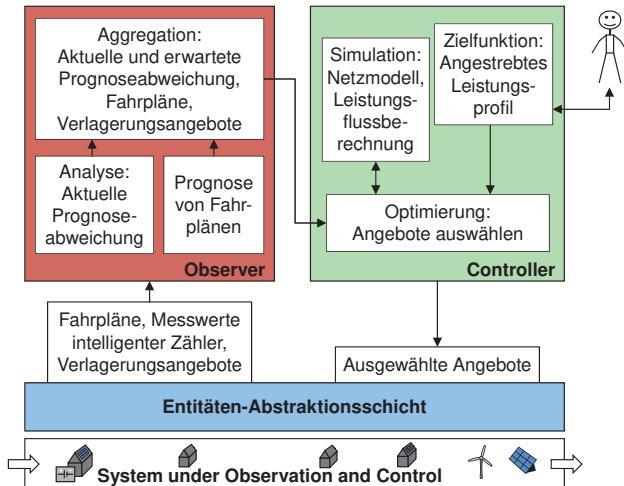 Aggregation:
Aktuelle und erwartete
Prognoseabweichung,
Fahrpläne,
Verlagerungsangebote
Analyse:
Aktuelle
Prognose-
abweichung
Prognose
von Fahr-
plänen
Observer
Simulation:
Netzmodell,
Leistungs-
flussbe-
rechnung
Zielfunktion:
Angestrebtes
Leistungs-
profil
Optimierung:
Angebote auswählen
Controller
Fahrpläne, Messwerte
intelligenter Zähler,
Verlagerungsangebote
Ausgewählte Angebote
Entitäten-Abstraktionsschicht
System under Observation and Control